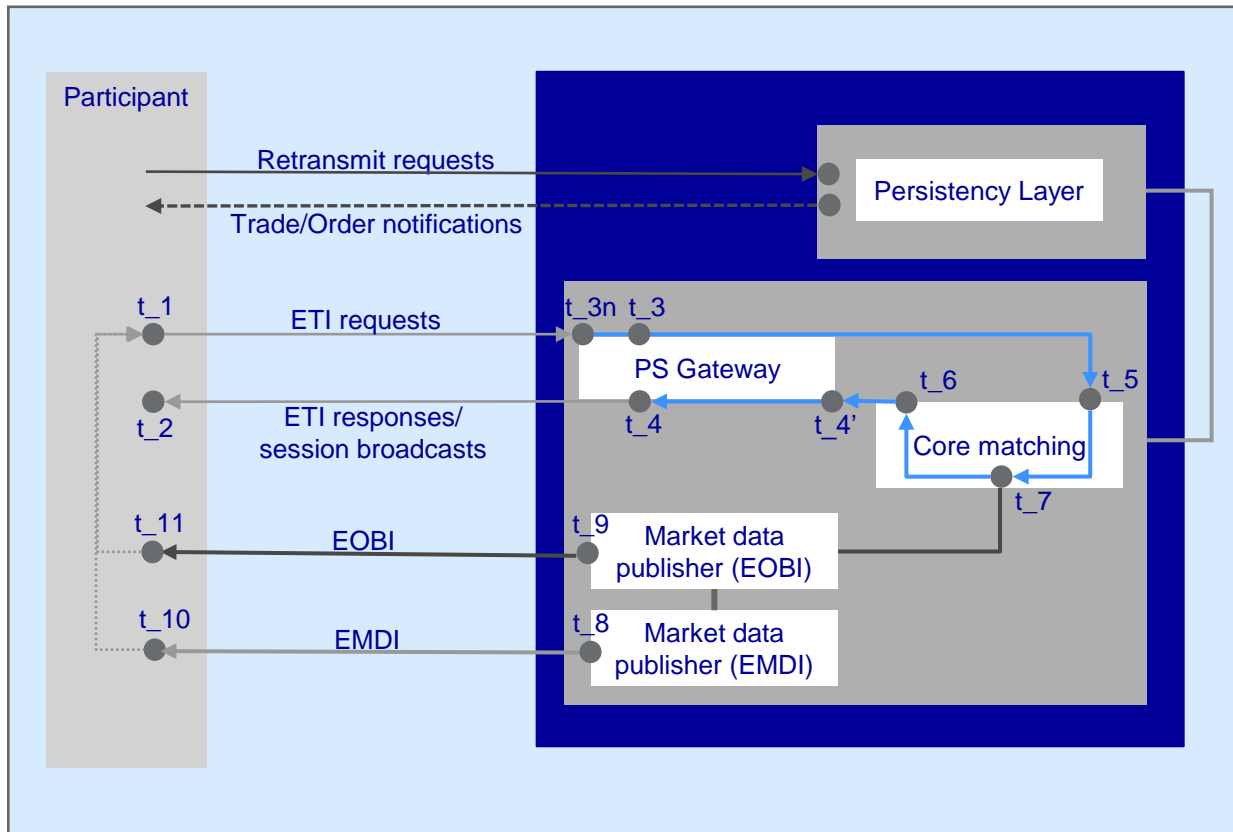 Participant
Retransmit requests
Persistency Layer
Trade/Order notifications
t_1
ETI requests
t_3n
t_3
PS Gateway
t_6
t_5
t_2
ETI responses/
session broadcasts
t_4
t_4’
Core matching
t_7
t_11
EOBI
t_9
Market data
publisher (EOBI)
t_10
EMDI
t_8
Market data
publisher (EMDI)